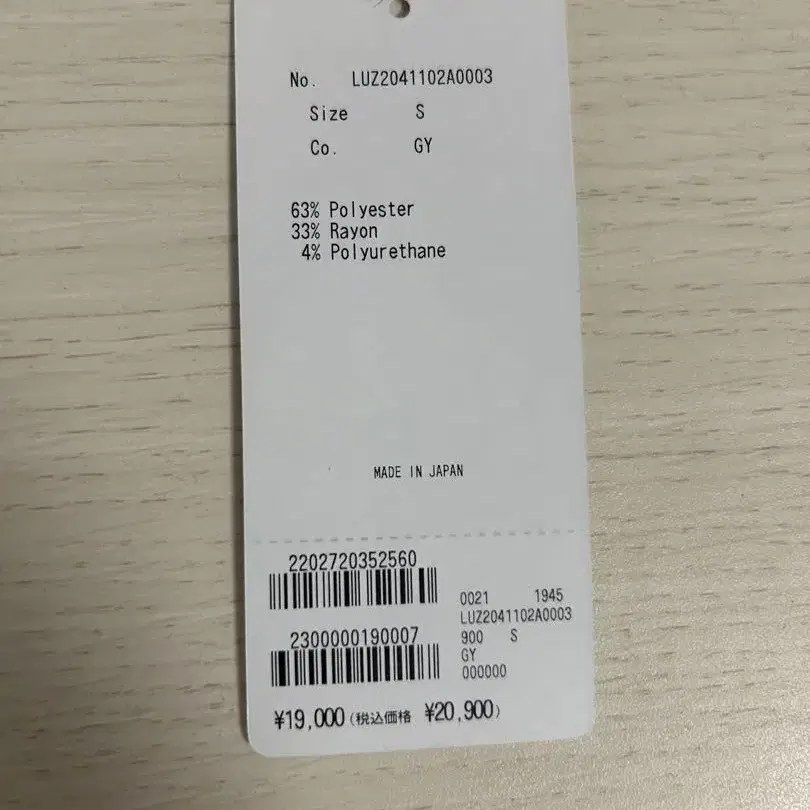 No. LUZ2041102A0003
Size S
Co. GY
63% Polyester
33% Rayon
4% Polyurethane
MADE IN JAPAN
2202720352560
2300000190007
0021 1945
LUZ2041102A0003
900 S
GY
000000
¥19,000(税込価格 ¥20,900)